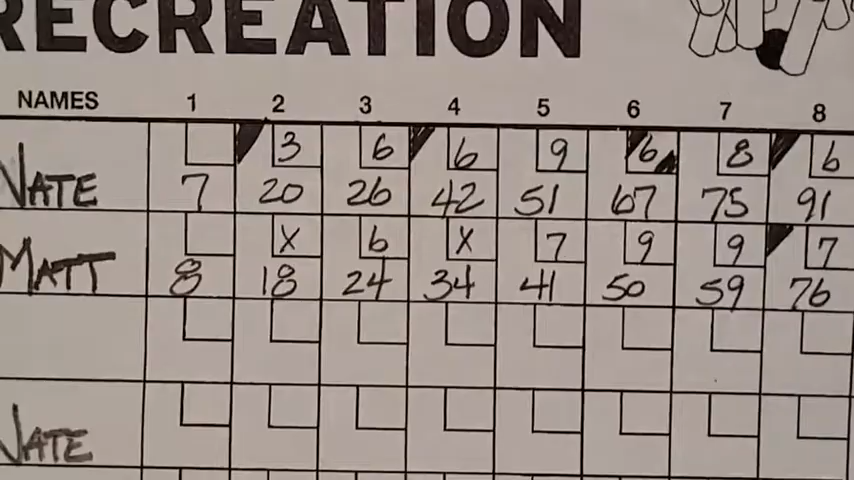 RECREATION
NAMES 1 2 3 4 5 6 7 8
3 6 6 9 6 8 6
NATE 7 20 26 42 51 67 75 91
X 6 X 7 9 9 7
MATT 8 18 24 34 41 50 59 76
NATE